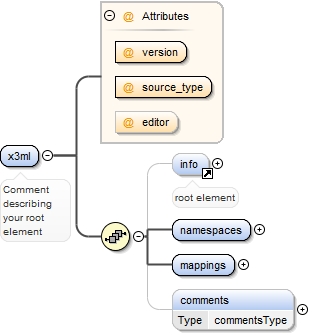 @ Attributes
@ version
@ source_type
@ editor
x3ml
Comment
describing
your root
element
info
root element
namespaces
mappings
comments
Type commentsType